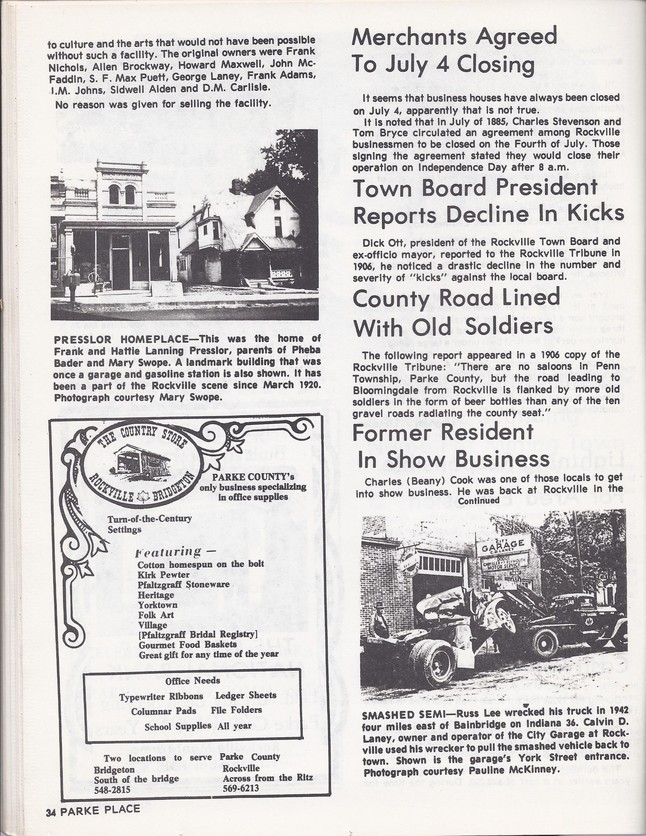 to culture and the arts that would not have been possible
without such a facility. The original owners were Frank
Nichols, Allen Brockway, Howard Maxwell, John Mc-
Faddin, S. F. Max Puett, George Laney, Frank Adams,
I.M. Johns, Sidwell Alden and D.M. Carlisle.
No reason was given for selling the facility.
PRESSLOR HOMEPLACE—This was the home of
Frank and Hattie Lanning Presslor, parents of Pheba
Bader and Mary Swope. A landmark building that was
once a garage and gasoline station is also shown. It has
been a part of the Rockville scene since March 1920.
Photograph courtesy Mary Swope.
THE COUNTRY STORE
ROCKVILLE BRIDGETON
PARKE COUNTY's
only business specializing
in office supplies
Turn-of-the-Century
Settings
Featuring —
Cotton homespun on the bolt
Kirk Pewter
Pfaltzgraff Stoneware
Heritage
Yorktown
Folk Art
Village
[Pfaltzgraff Bridal Registry]
Gourmet Food Baskets
Great gift for any time of the year
Office Needs
Typewriter Ribbons Ledger Sheets
Columnar Pads File Folders
School Supplies All year
Two locations to serve Parke County
Bridgeton
South of the bridge
548-2815
Rockville
Across from the Ritz
569-6213
34 PARKE PLACE
Merchants Agreed
To July 4 Closing
It seems that business houses have always been closed
on July 4, apparently that is not true.
It is noted that in July of 1885, Charles Stevenson and
Tom Bryce circulated an agreement among Rockville
businessmen to be closed on the Fourth of July. Those
signing the agreement stated they would close their
operation on Independence Day after 8 a.m.
Town Board President
Reports Decline In Kicks
Dick Ott, president of the Rockville Town Board and
ex-officio mayor, reported to the Rockville Tribune in
1906, he noticed a drastic decline in the number and
severity of "kicks" against the local board.
County Road Lined
With Old Soldiers
The following report appeared in a 1906 copy of the
Rockville Tribune: "There are no saloons in Penn
Township, Parke County, but the road leading to
Bloomingdale from Rockville is flanked by more old
soldiers in the form of beer bottles than any of the ten
gravel roads radiating the county seat."
Former Resident
In Show Business
Charles (Beany) Cook was one of those locals to get
into show business. He was back at Rockville in the
Continued
GARAGE
SMASHED SEMI—Russ Lee wrecked his truck in 1942
four miles east of Bainbridge on Indiana 36. Calvin D.
Laney, owner and operator of the City Garage at Rock-
ville used his wrecker to pull the smashed vehicle back to
town. Shown is the garage's York Street entrance.
Photograph courtesy Pauline McKinney.